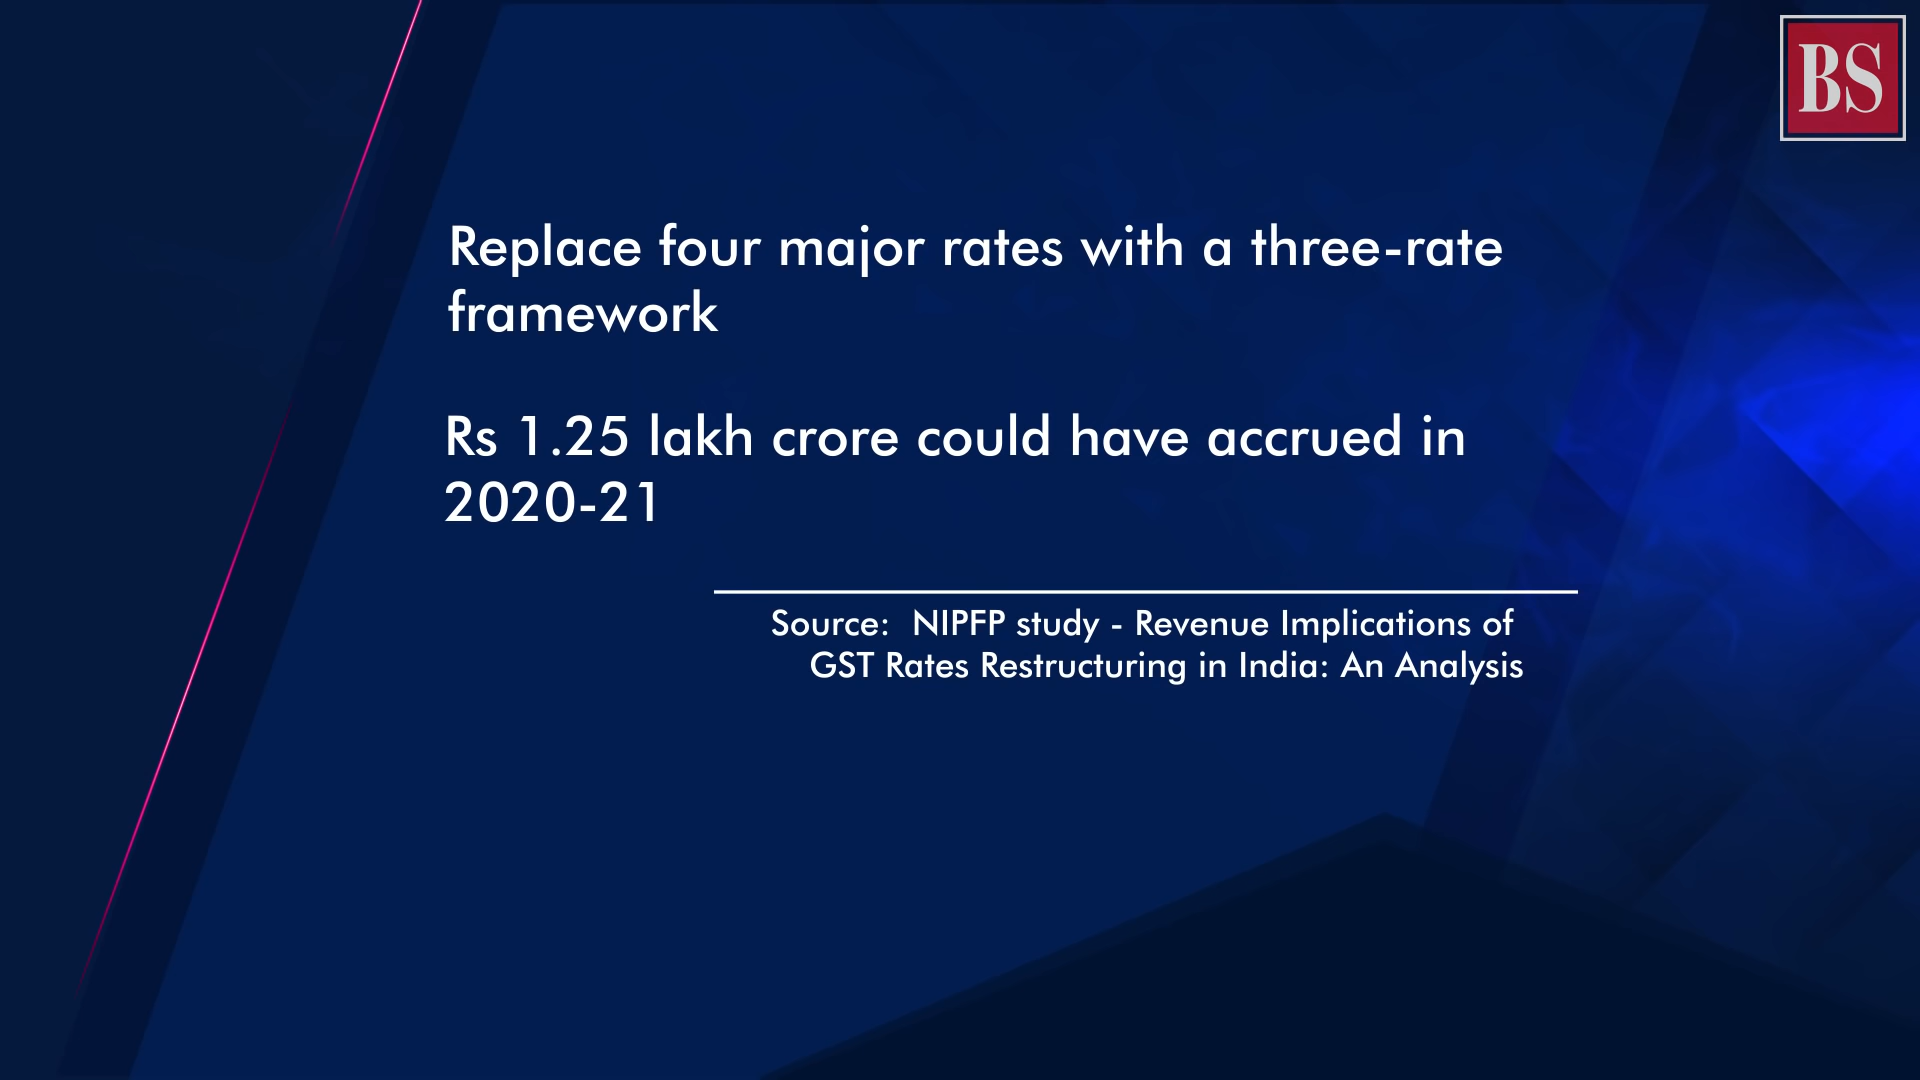 BS
Replace four major rates with a three-rate
framework
Rs 1.25 lakh crore could have accrued in
2020-21
Source: NIPFP study - Revenue Implications of
GST Rates Restructuring in India: An Analysis